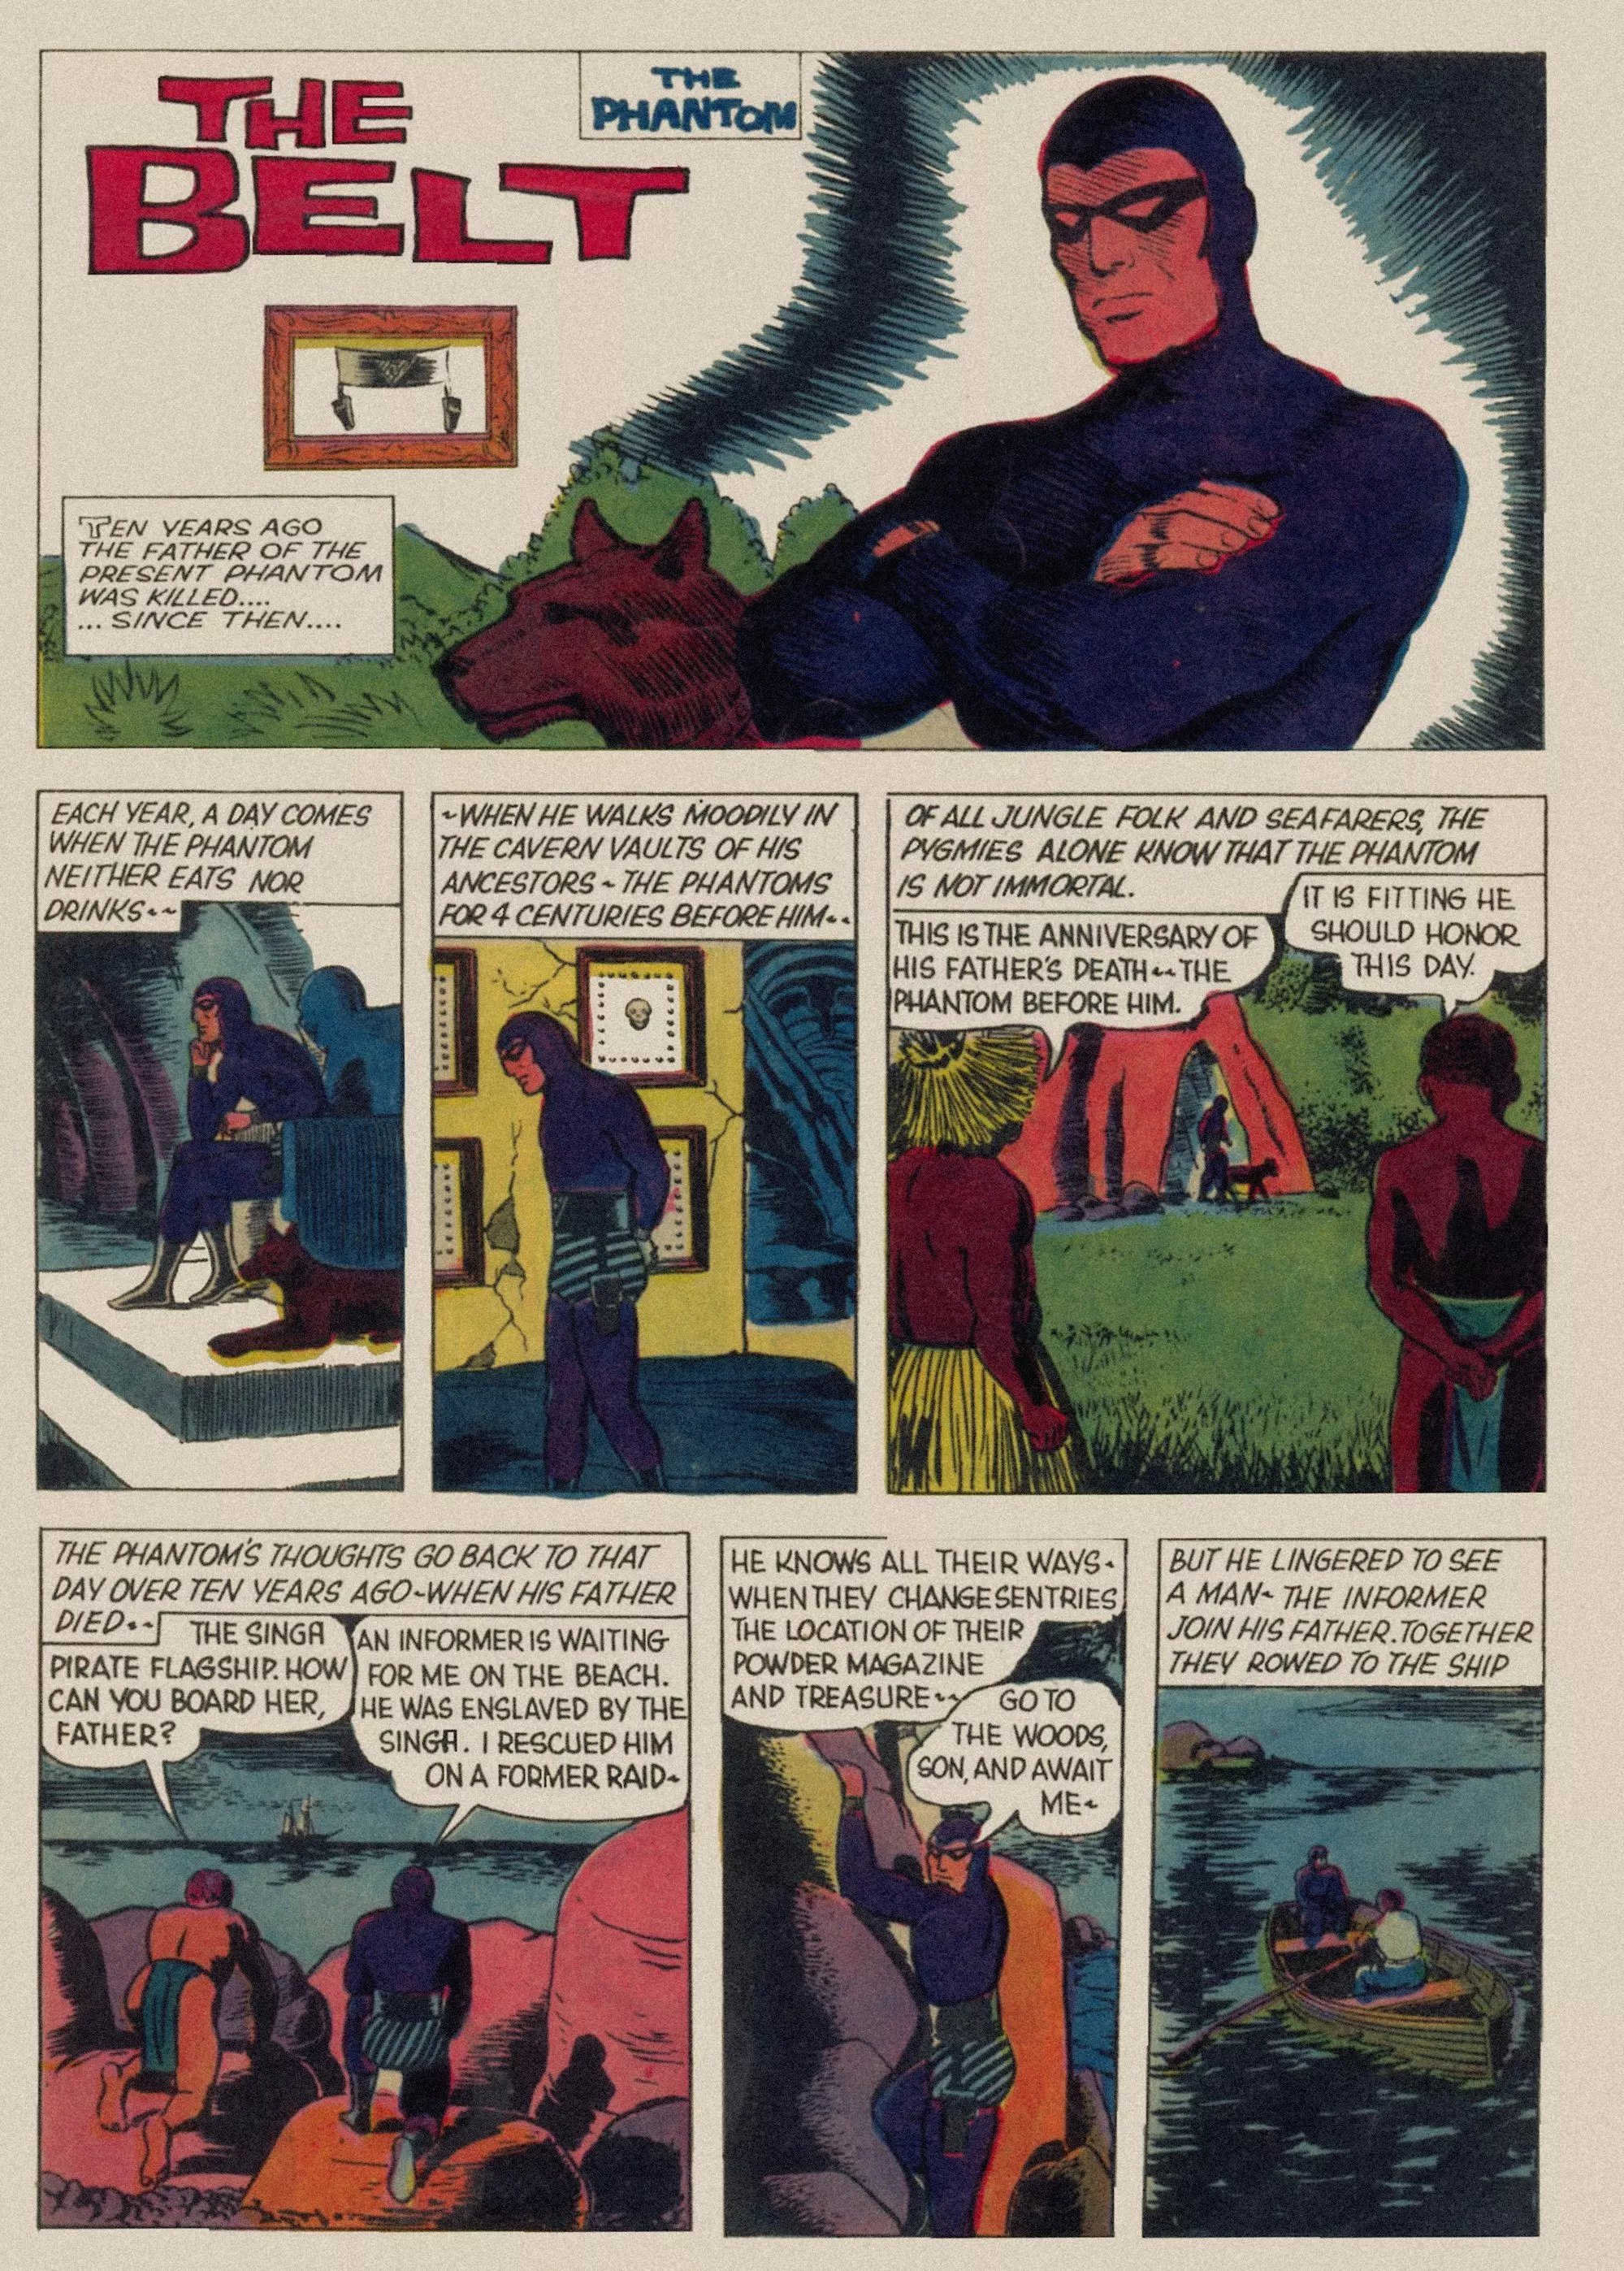 THE
BELT
THE
PHANTOM
TEN YEARS AGO
THE FATHER OF THE
PRESENT PHANTOM
WAS KILLED....
... SINCE THEN....
EACH YEAR, A DAY COMES
WHEN THE PHANTOM
NEITHER EATS NOR
DRINKS~~
~WHEN HE WALKS MOODILY IN
THE CAVERN VAULTS OF HIS
ANCESTORS~THE PHANTOMS
FOR 4 CENTURIES BEFORE HIM~~
OF ALL JUNGLE FOLK AND SEAFARERS, THE
PYGMIES ALONE KNOW THAT THE PHANTOM
IS NOT IMMORTAL.
THIS IS THE ANNIVERSARY OF
HIS FATHER'S DEATH~~THE
PHANTOM BEFORE HIM.
IT IS FITTING HE
SHOULD HONOR
THIS DAY.
THE PHANTOM'S THOUGHTS GO BACK TO THAT
DAY OVER TEN YEARS AGO~WHEN HIS FATHER
DIED~~
THE SINGA
PIRATE FLAGSHIP. HOW
CAN YOU BOARD HER,
FATHER?
AN INFORMER IS WAITING
FOR ME ON THE BEACH.
HE WAS ENSLAVED BY THE
SINGA. I RESCUED HIM
ON A FORMER RAID~
HE KNOWS ALL THEIR WAYS~
WHEN THEY CHANGE SENTRIES
THE LOCATION OF THEIR
POWDER MAGAZINE
AND TREASURE~~
GO TO
THE WOODS,
SON, AND AWAIT
ME~
BUT HE LINGERED TO SEE
A MAN~ THE INFORMER
JOIN HIS FATHER. TOGETHER
THEY ROWED TO THE SHIP